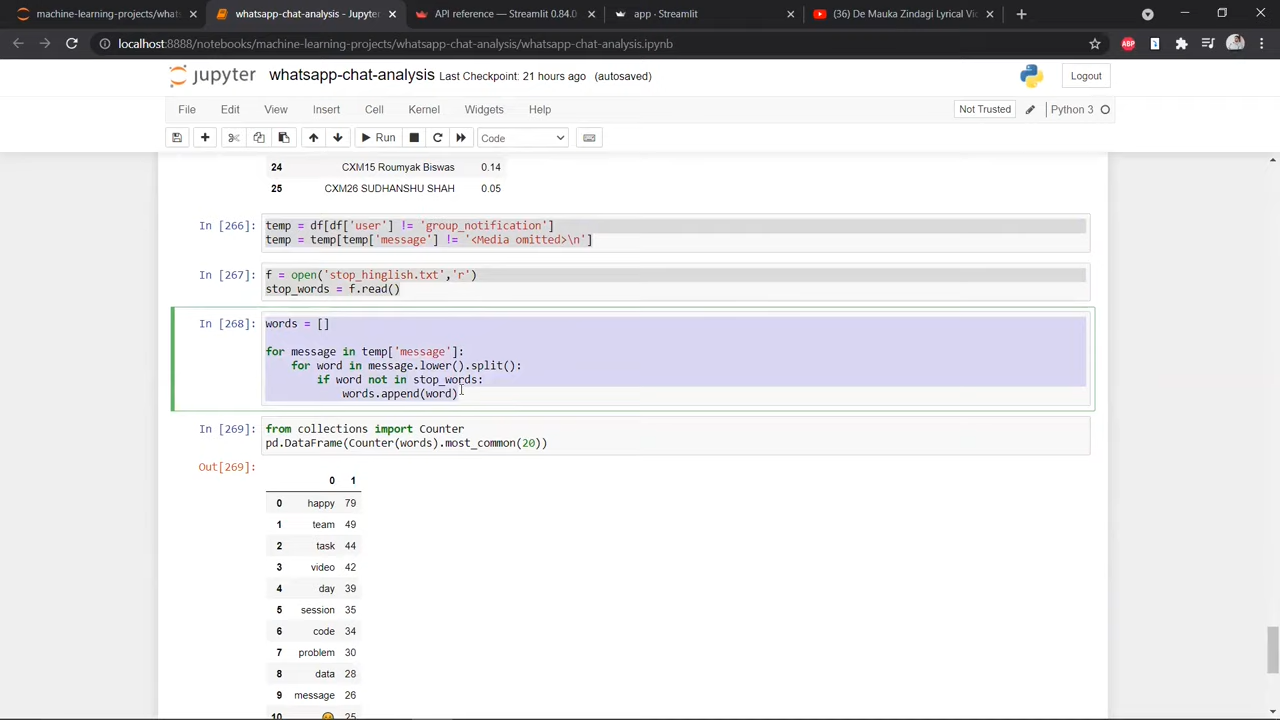 machine-learning-projects/whats
whatsapp-chat-analysis - Jupyter
API reference — Streamlit 0.84.0
app · Streamlit
(36) De Mauka Zindagi Lyrical Vi
localhost:8888/notebooks/machine-learning-projects/whatsapp-chat-analysis/whatsapp-chat-analysis.ipynb
ABP
jupyter whatsapp-chat-analysis Last Checkpoint: 21 hours ago (autosaved)
Logout
File Edit View Insert Cell Kernel Widgets Help
Not Trusted
Python 3
Run
Code
24 CXM15 Roumyak Biswas 0.14
25 CXM26 SUDHANSHU SHAH 0.05
In [266]: temp = df[df['user'] != 'group_notification']
temp = temp[temp['message'] != '<Media omitted>\n']
In [267]: f = open('stop_hinglish.txt','r')
stop_words = f.read()
In [268]: words = []
for message in temp['message']:
for word in message.lower().split():
if word not in stop_words:
words.append(word)
In [269]: from collections import Counter
pd.DataFrame(Counter(words).most_common(20))
Out[269]:
0 1
0 happy 79
1 team 49
2 task 44
3 video 42
4 day 39
5 session 35
6 code 34
7 problem 30
8 data 28
9 message 26
10 😊 25